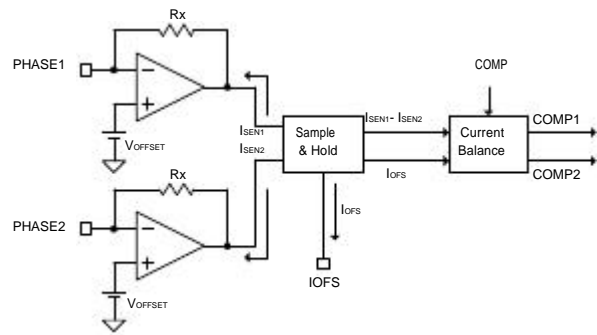 Rx
PHASE1
−
+
VOFFSET
ISEN1
ISEN2
Sample
& Hold
ISEN1- ISEN2
IOFS
COMP
Current
Balance
COMP1
COMP2
IOFS
IOFS
Rx
PHASE2
−
+
VOFFSET